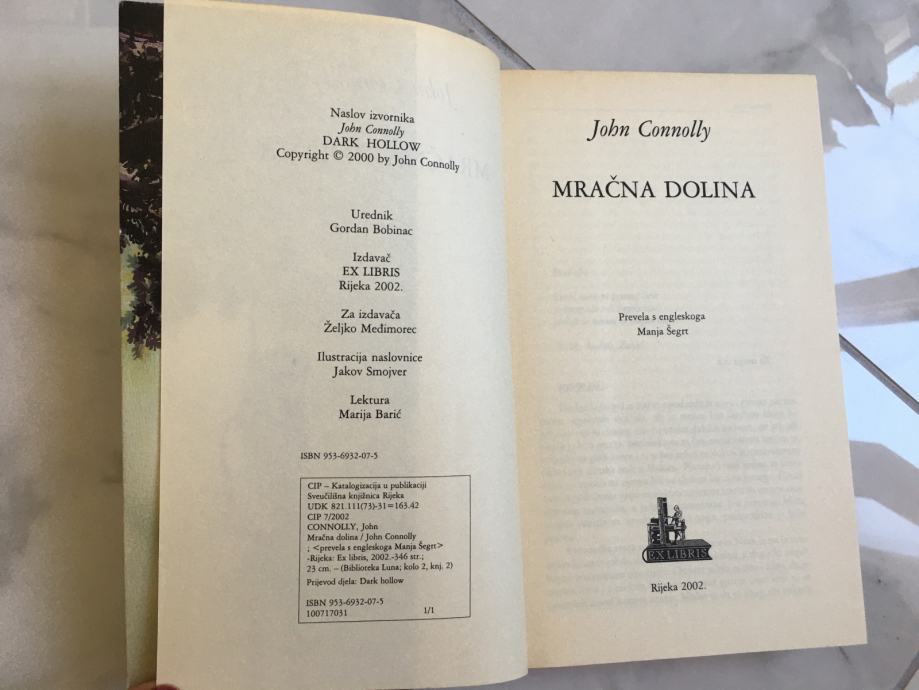 Naslov izvornika
John Connolly
DARK HOLLOW
Copyright © 2000 by John Connolly
Urednik
Gordan Bobinac
Izdavač
EX LIBRIS
Rijeka 2002.
Za izdavača
Željko Međimorec
Ilustracija naslovnice
Jakov Smojver
Lektura
Marija Barić
ISBN 953-6932-07-5
CIP – Katalogizacija u publikaciji
Sveučilišna knjižnica Rijeka
UDK 821.111(73)-31=163.42
CIP 7/2002
CONNOLLY, John
Mračna dolina / John Connolly
; <prevela s engleskoga Manja Šegrt>
-Rijeka: Ex libris, 2002.-346 str.;
23 cm. – (Biblioteka Luna; kolo 2, knj. 2)
Prijevod djela: Dark hollow
ISBN 953-6932-07-5
100717031 1/1
John Connolly
MRAČNA DOLINA
Prevela s engleskoga
Manja Šegrt
EX LIBRIS
Rijeka 2002.